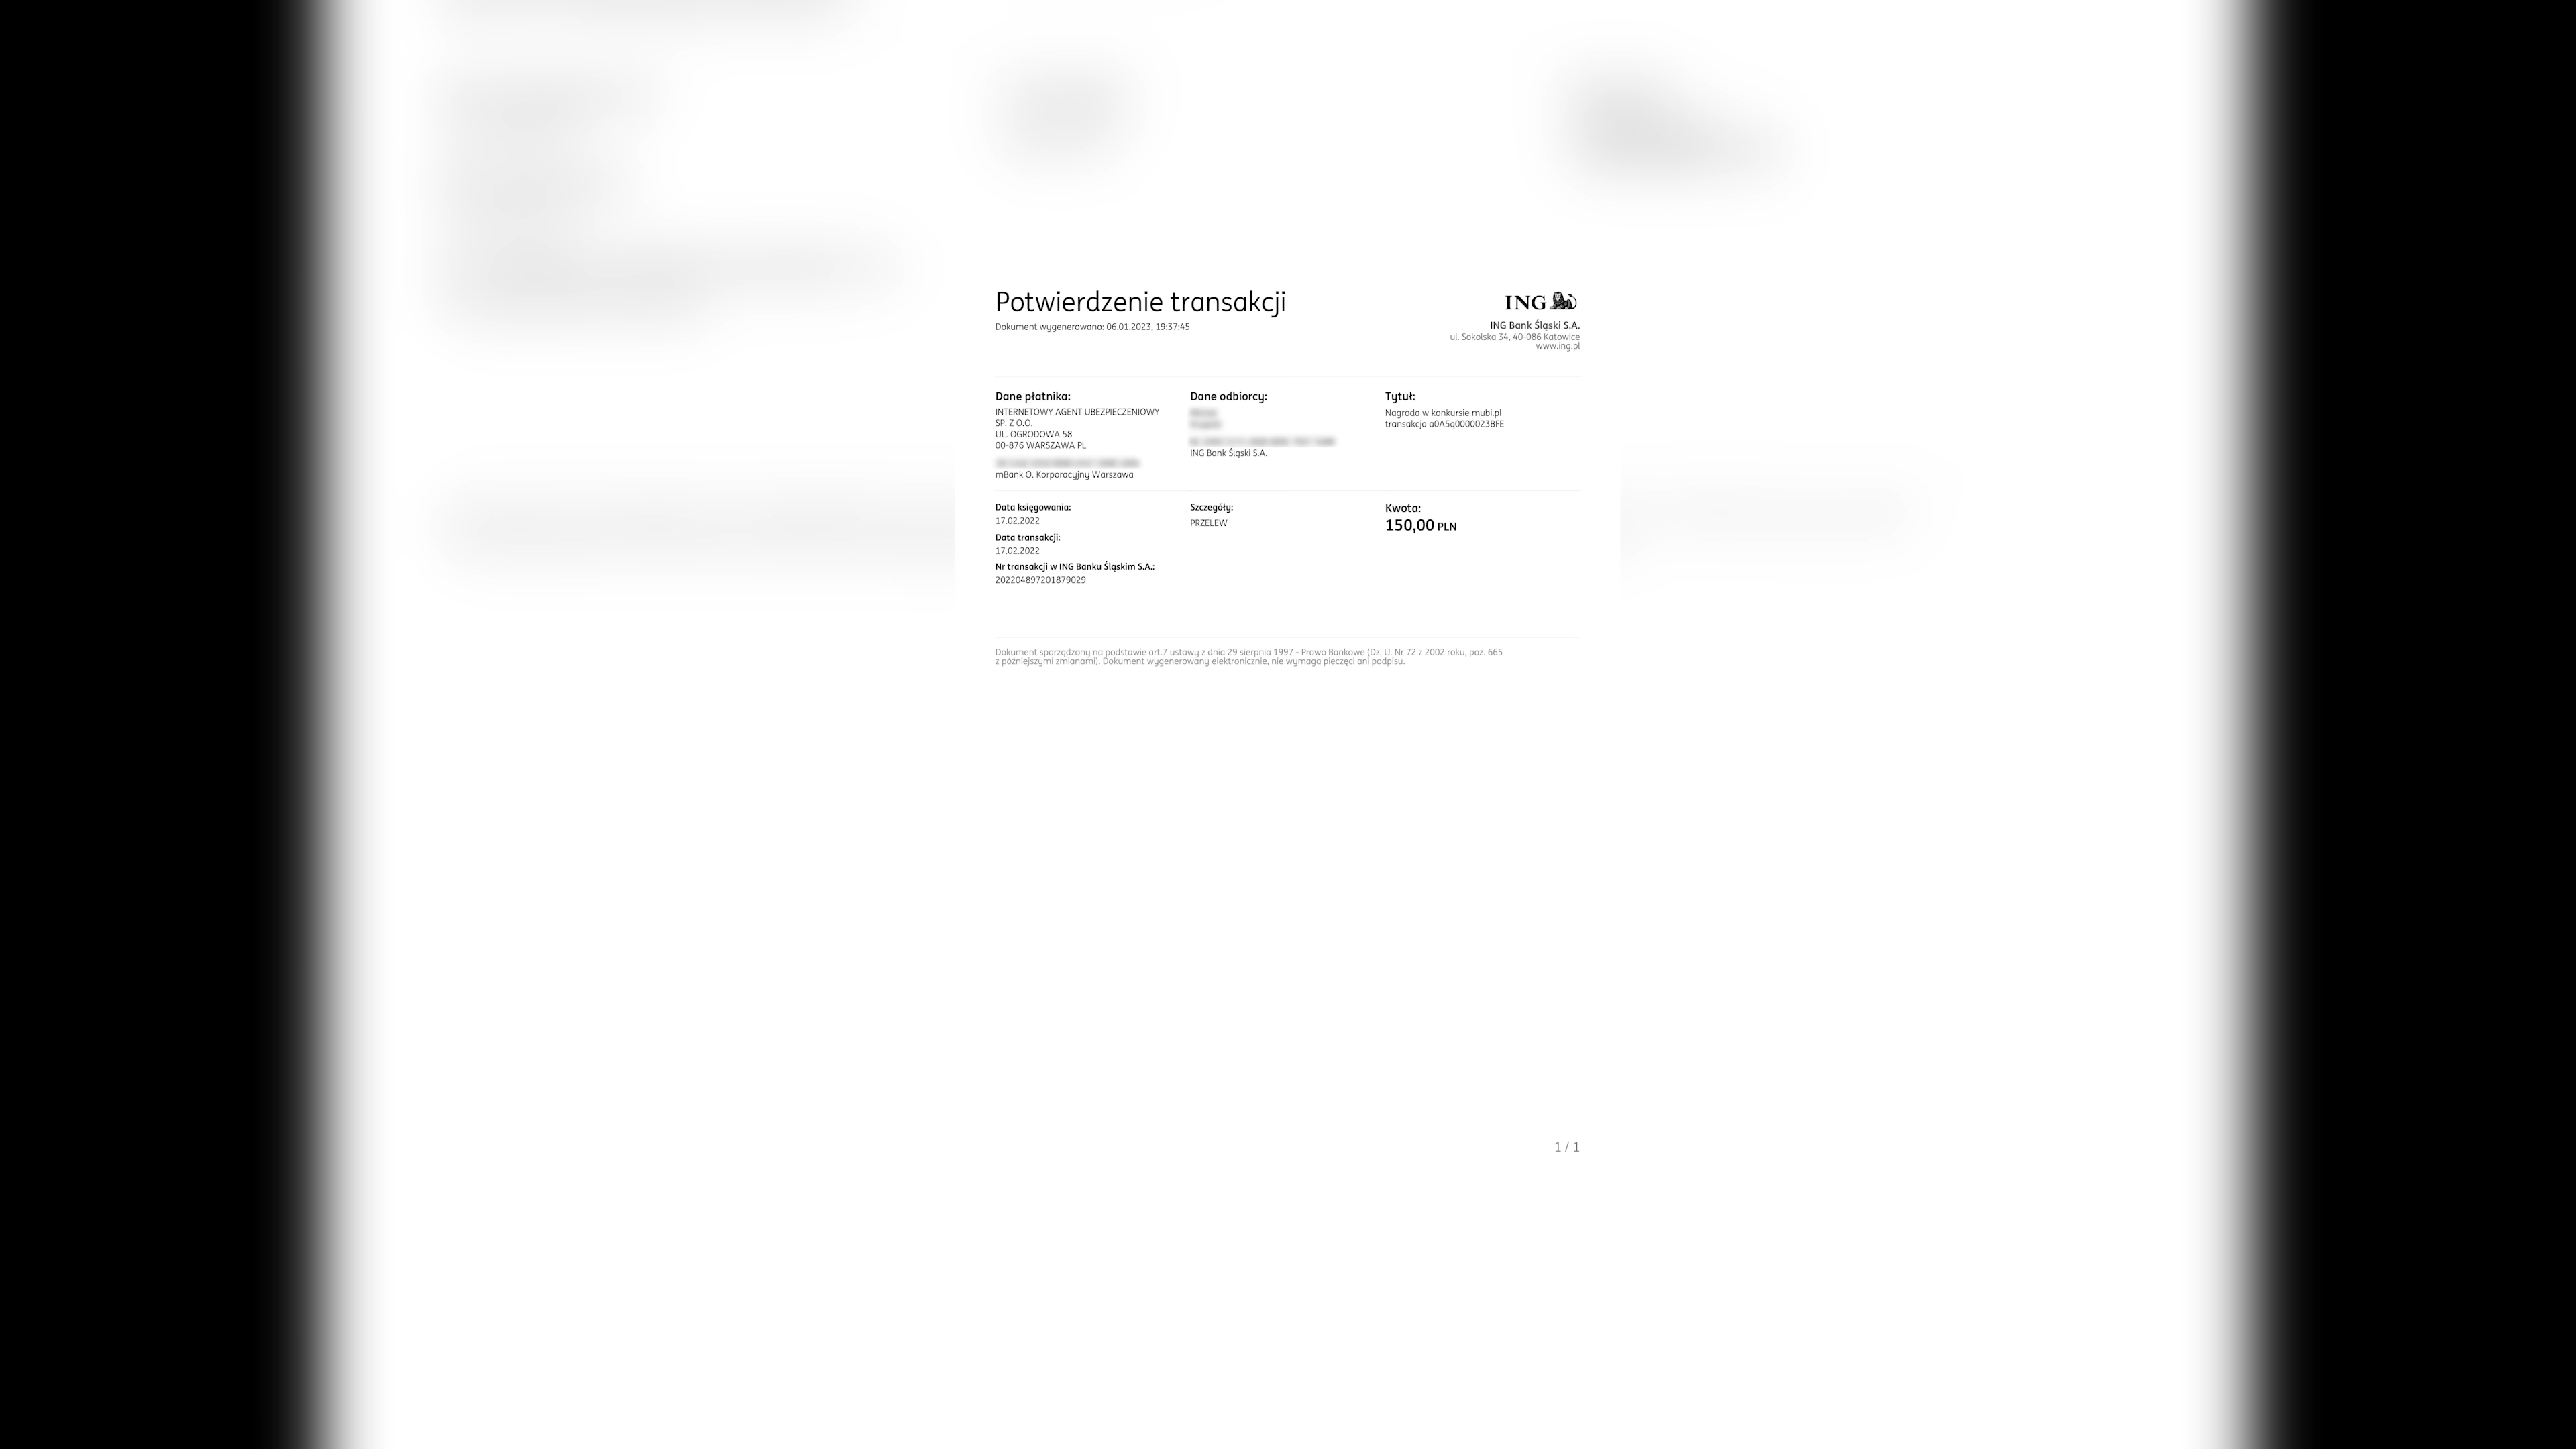 Potwierdzenie transakcji
Dokument wygenerowano: 06.01.2023, 19:37:45
ING
ING Bank Śląski S.A.
ul. Sokolska 34, 40-086 Katowice
www.ing.pl
Dane płatnika:
INTERNETOWY AGENT UBEZPIECZENIOWY
SP. Z O.O.
UL. OGRODOWA 58
00-876 WARSZAWA PL
mBank O. Korporacyjny Warszawa
Dane odbiorcy:
ING Bank Śląski S.A.
Tytuł:
Nagroda w konkursie mubi.pl
transakcja a0A5q0000023BFE
Data księgowania:
17.02.2022
Data transakcji:
17.02.2022
Nr transakcji w ING Banku Śląskim S.A.:
202204897201879029
Szczegóły:
PRZELEW
Kwota:
150,00 PLN
Dokument sporządzony na podstawie art.7 ustawy z dnia 29 sierpnia 1997 - Prawo Bankowe (Dz. U. Nr 72 z 2002 roku, poz. 665
z późniejszymi zmianami). Dokument wygenerowany elektronicznie, nie wymaga pieczęci ani podpisu.
1 / 1